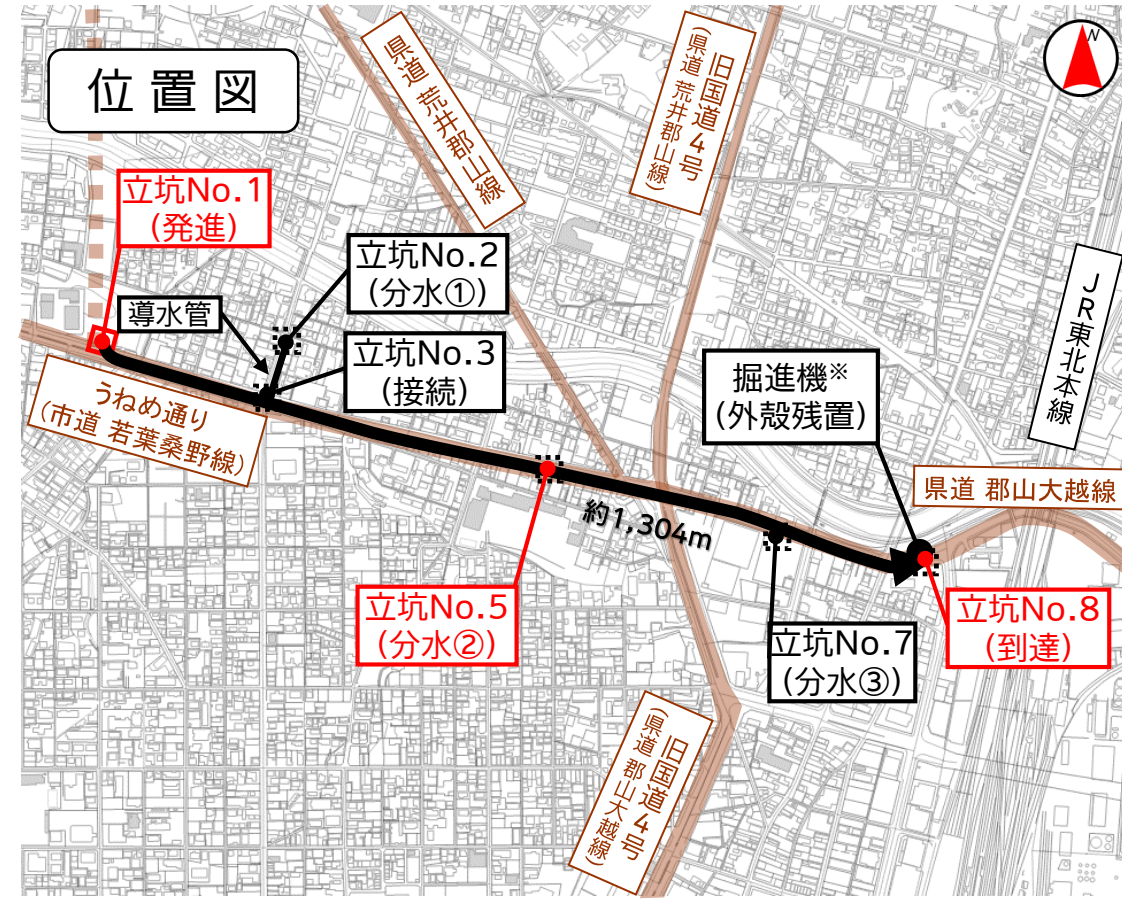 位置図
N
県道 荒井郡山線
旧国道4号
(県道 荒井郡山線)
立坑No.1
(発進)
立坑No.2
(分水①)
導水管
立坑No.3
(接続)
JR東北本線
掘進機※
(外殻残置)
うねめ通り
(市道 若葉桑野線)
県道 郡山大越線
約1,304m
立坑No.5
(分水②)
立坑No.7
(分水③)
立坑No.8
(到達)
旧国道4号
(県道 郡山大越線)